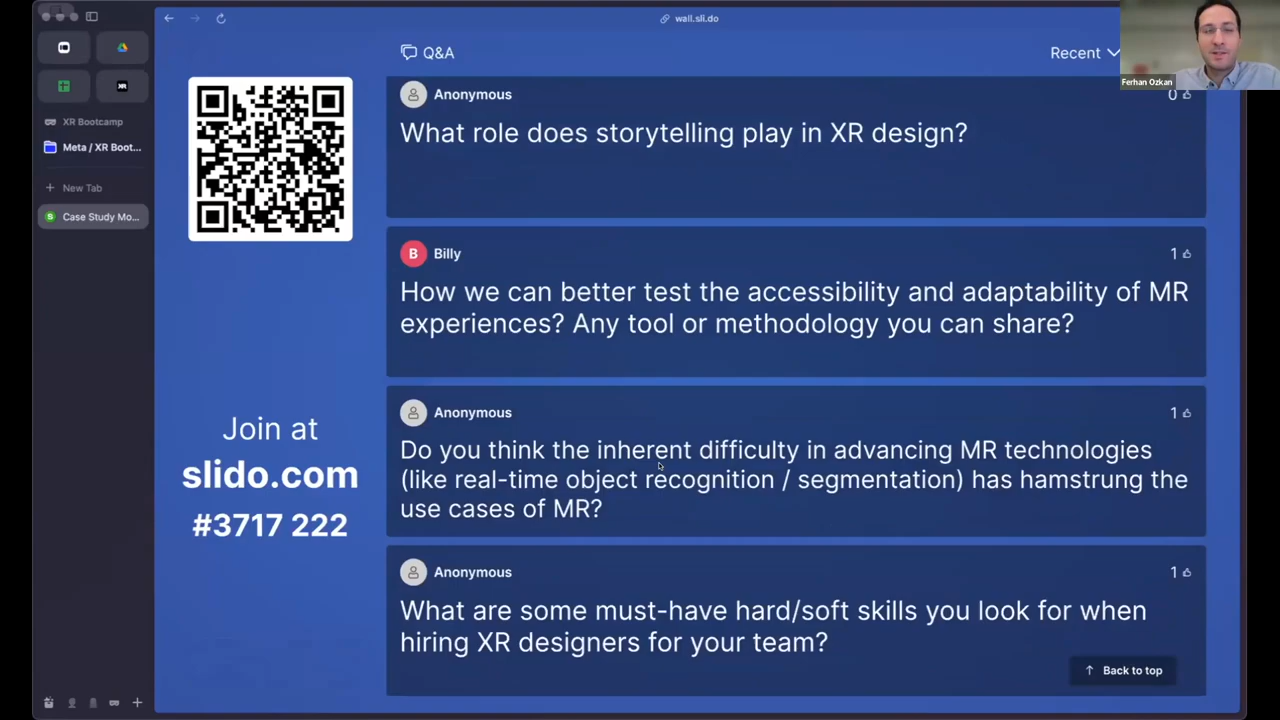 wall.sli.do
Ferhan Ozkan
XR Bootcamp
Meta / XR Boot...
New Tab
Case Study Mo...
Join at
slido.com
#3717 222
Q&A
Recent
Anonymous
0
What role does storytelling play in XR design?
B
Billy
1
How we can better test the accessibility and adaptability of MR
experiences? Any tool or methodology you can share?
Anonymous
1
Do you think the inherent difficulty in advancing MR technologies
(like real-time object recognition / segmentation) has hamstrung the
use cases of MR?
Anonymous
1
What are some must-have hard/soft skills you look for when
hiring XR designers for your team?
Back to top